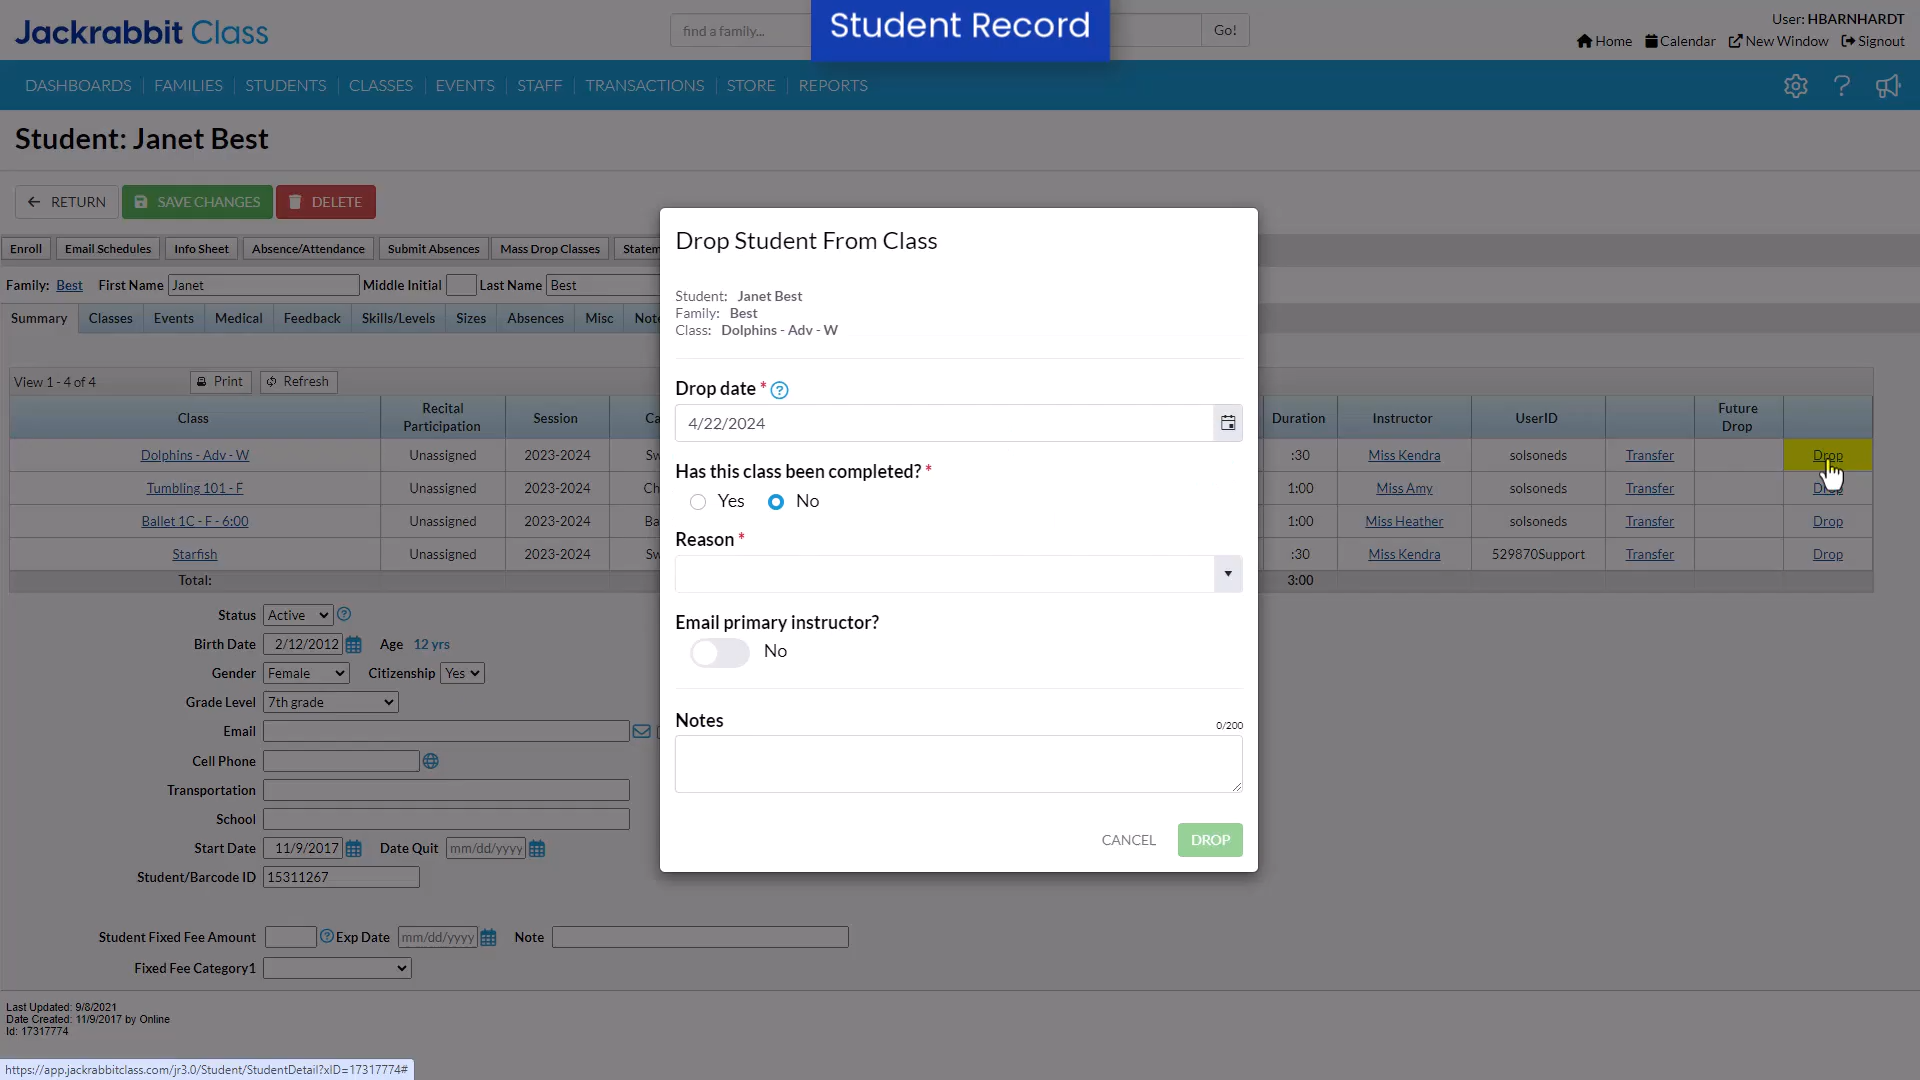 Student Record
Jackrabbit Class
find a family...
Go!
User: HBARNHARDT
Home
Calendar
New Window
Signout
DASHBOARDS
FAMILIES
STUDENTS
CLASSES
EVENTS
STAFF
TRANSACTIONS
STORE
REPORTS
Student: Janet Best
RETURN
SAVE CHANGES
DELETE
Enroll
Email Schedules
Info Sheet
Absence/Attendance
Submit Absences
Mass Drop Classes
Statem
Family: Best First Name Janet Middle Initial Last Name Best
Summary
Classes
Events
Medical
Feedback
Skills/Levels
Sizes
Absences
Misc
Note
View 1 - 4 of 4
Print
Refresh
Class
Recital
Participation
Session
Ca
Duration
Instructor
UserID
Future
Drop
Dolphins - Adv - W Unassigned 2023-2024 Sw :30 Miss Kendra solsoneds Transfer Drop
Tumbling 101 - F Unassigned 2023-2024 Ch 1:00 Miss Amy solsoneds Transfer Drop
Ballet 1C - F - 6:00 Unassigned 2023-2024 Ba 1:00 Miss Heather solsoneds Transfer Drop
Starfish Unassigned 2023-2024 Sw :30 Miss Kendra 529870Support Transfer Drop
Total: 3:00
Status Active
Birth Date 2/12/2012 Age 12 yrs
Gender Female Citizenship Yes
Grade Level 7th grade
Email
Cell Phone
Transportation
School
Start Date 11/9/2017 Date Quit mm/dd/yyyy
Student/Barcode ID 15311267
Student Fixed Fee Amount Exp Date mm/dd/yyyy Note
Fixed Fee Category1
Last Updated: 9/8/2021
Date Created: 11/9/2017 by Online
Id: 17317774
https://app.jackrabbitclass.com/jr3.0/Student/StudentDetail?xID=17317774#
Drop Student From Class
Student: Janet Best
Family: Best
Class: Dolphins - Adv - W
Drop date *
4/22/2024
Has this class been completed? *
Yes No
Reason *
Email primary instructor?
No
Notes
0/200
CANCEL
DROP